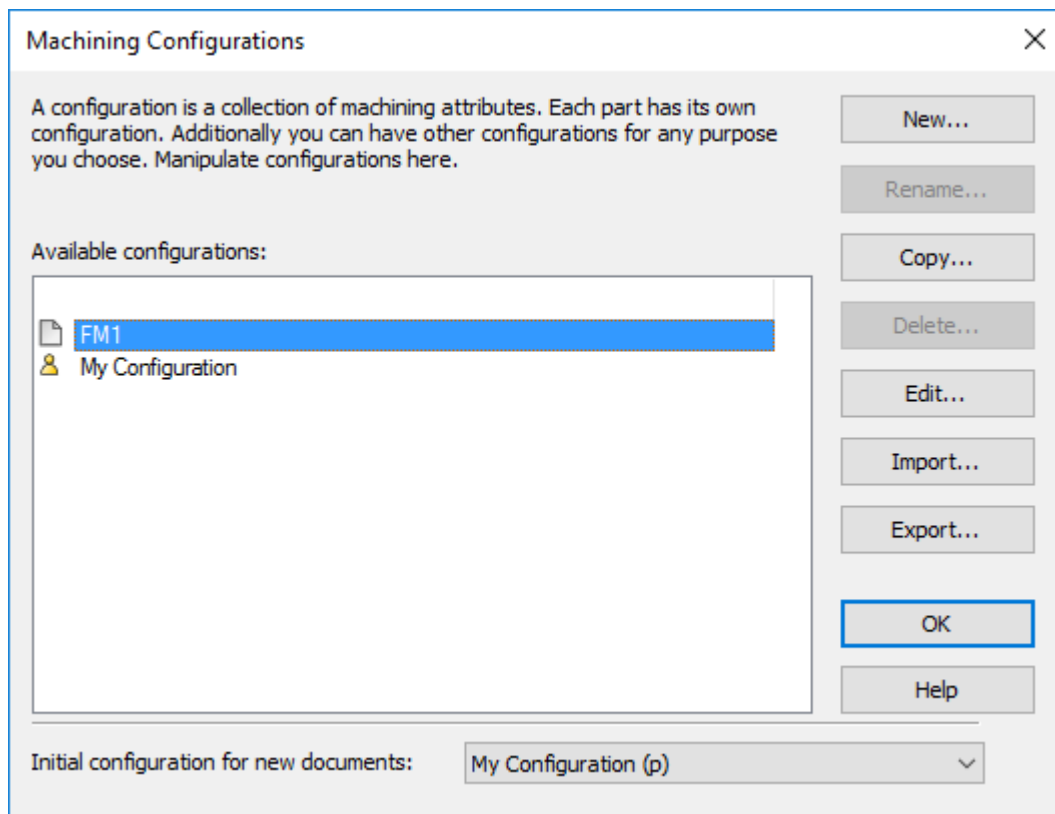 Machining Configurations
A configuration is a collection of machining attributes. Each part has its own
configuration. Additionally you can have other configurations for any purpose
you choose. Manipulate configurations here.
New...
Rename...
Available configurations:
Copy...
FM1
Delete...
My Configuration
Edit...
Import...
Export...
OK
Help
Initial configuration for new documents:
My Configuration (p)